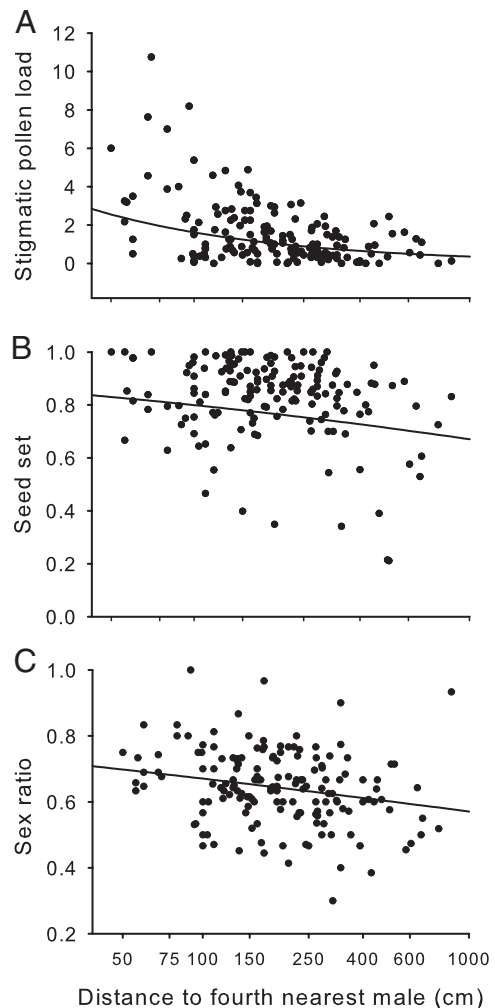 A
Stigmatic pollen load
12
10
8
6
4
2
0
B
Seed set
1.0
0.8
0.6
0.4
0.2
0.0
C
Sex ratio
1.0
0.8
0.6
0.4
0.2
50 75 100 150 250 400 600 1000
Distance to fourth nearest male (cm)